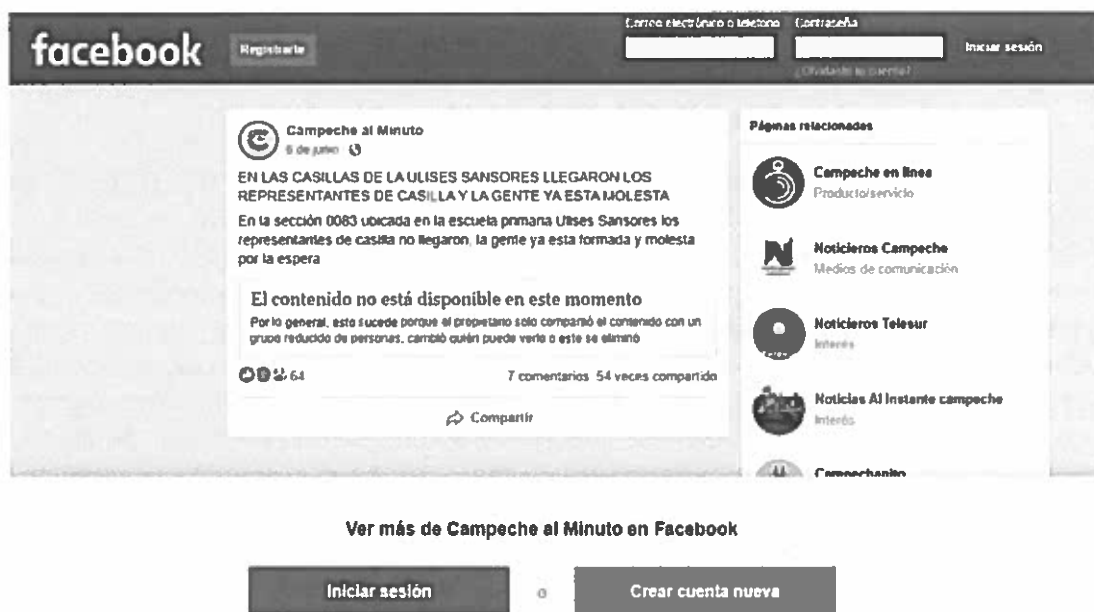 facebook
Registrarte
Correo electrónico o teléfono
Contraseña
Iniciar sesión
¿Olvidaste tu cuenta?
Campeche al Minuto
6 de junio
EN LAS CASILLAS DE LA ULISES SANSORES LLEGARON LOS
REPRESENTANTES DE CASILLA Y LA GENTE YA ESTA MOLESTA
En la sección 0083 ubicada en la escuela primaria Ulises Sansores los
representantes de casilla no llegaron, la gente ya esta formada y molesta
por la espera
El contenido no está disponible en este momento
Por lo general, esto sucede porque el propietario solo compartió el contenido con un
grupo reducido de personas, cambió quién puede verlo o este se eliminó
64
7 comentarios 54 veces compartido
Compartir
Páginas relacionadas
Campeche en linea
Producto/servicio
Noticieros Campeche
Medios de comunicación
Noticieros Telesur
Interés
Noticias Al Instante campeche
Interés
Campechanito
Ver más de Campeche al Minuto en Facebook
Iniciar sesión
o
Crear cuenta nueva